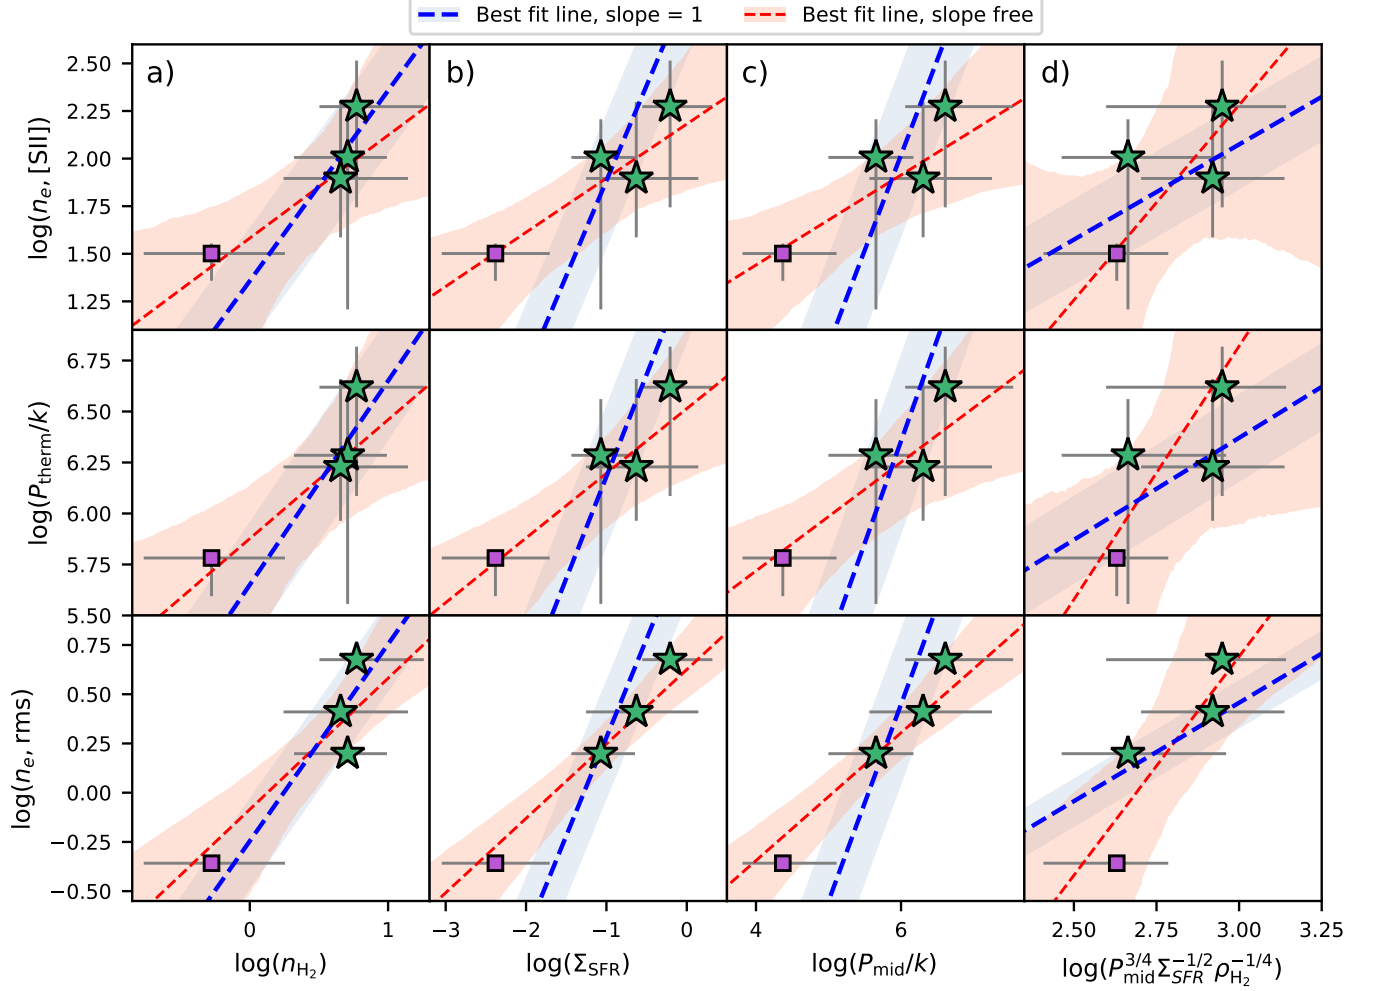 Best fit line, slope = 1 Best fit line, slope free
a) b) c) d)
log(nₑ, [SII])
2.50
2.25
2.00
1.75
1.50
1.25
log(P_therm/k)
6.75
6.50
6.25
6.00
5.75
5.50
log(nₑ, rms)
0.75
0.50
0.25
0.00
−0.25
−0.50
0 1 −3 −2 −1 0 4 6 2.50 2.75 3.00 3.25
log(n_H₂) log(Σ_SFR) log(P_mid/k) log(P_mid^3/4 Σ_SFR^−1/2 ρ_H₂^−1/4)